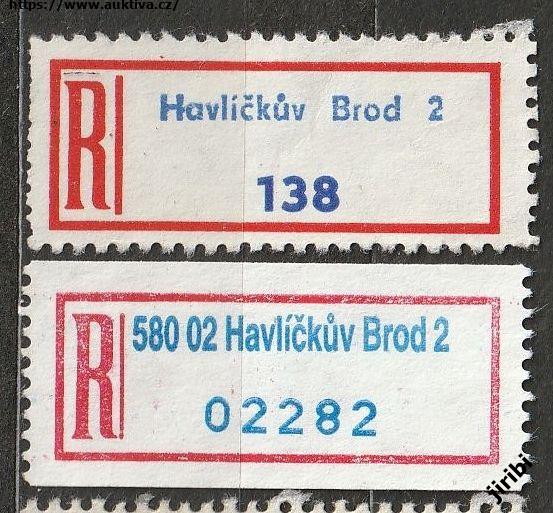 https://www.auktiva.cz/
R
Havlíčkův Brod 2
138
R
580 02 Havlíčkův Brod 2
02282
jiribi